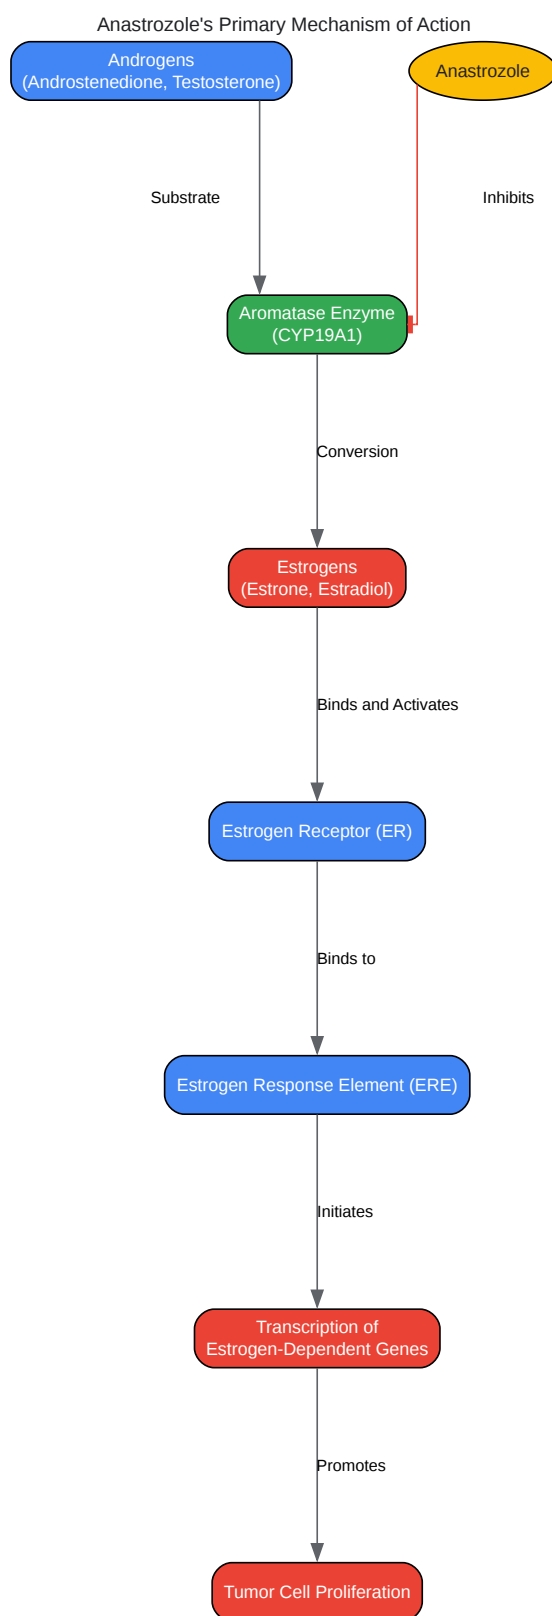 Anastrozole's Primary Mechanism of Action
Androgens
(Androstenedione, Testosterone)
Anastrozole
Substrate
Inhibits
Aromatase Enzyme
(CYP19A1)
Conversion
Estrogens
(Estrone, Estradiol)
Binds and Activates
Estrogen Receptor (ER)
Binds to
Estrogen Response Element (ERE)
Initiates
Transcription of
Estrogen-Dependent Genes
Promotes
Tumor Cell Proliferation